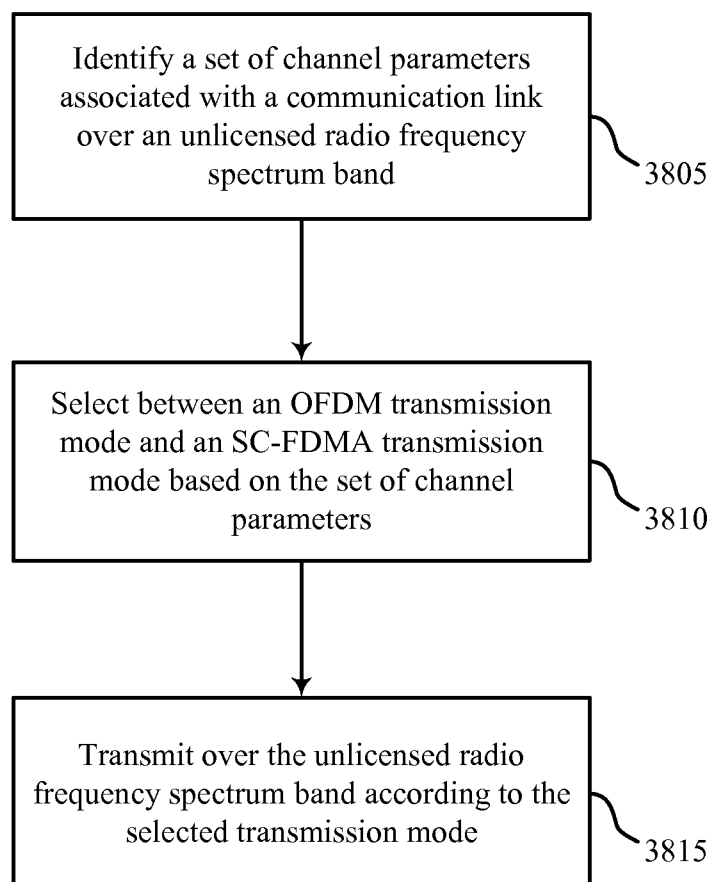 Identify a set of channel parameters
associated with a communication link
over an unlicensed radio frequency
spectrum band
3805
Select between an OFDM transmission
mode and an SC-FDMA transmission
mode based on the set of channel
parameters
3810
Transmit over the unlicensed radio
frequency spectrum band according to the
selected transmission mode
3815